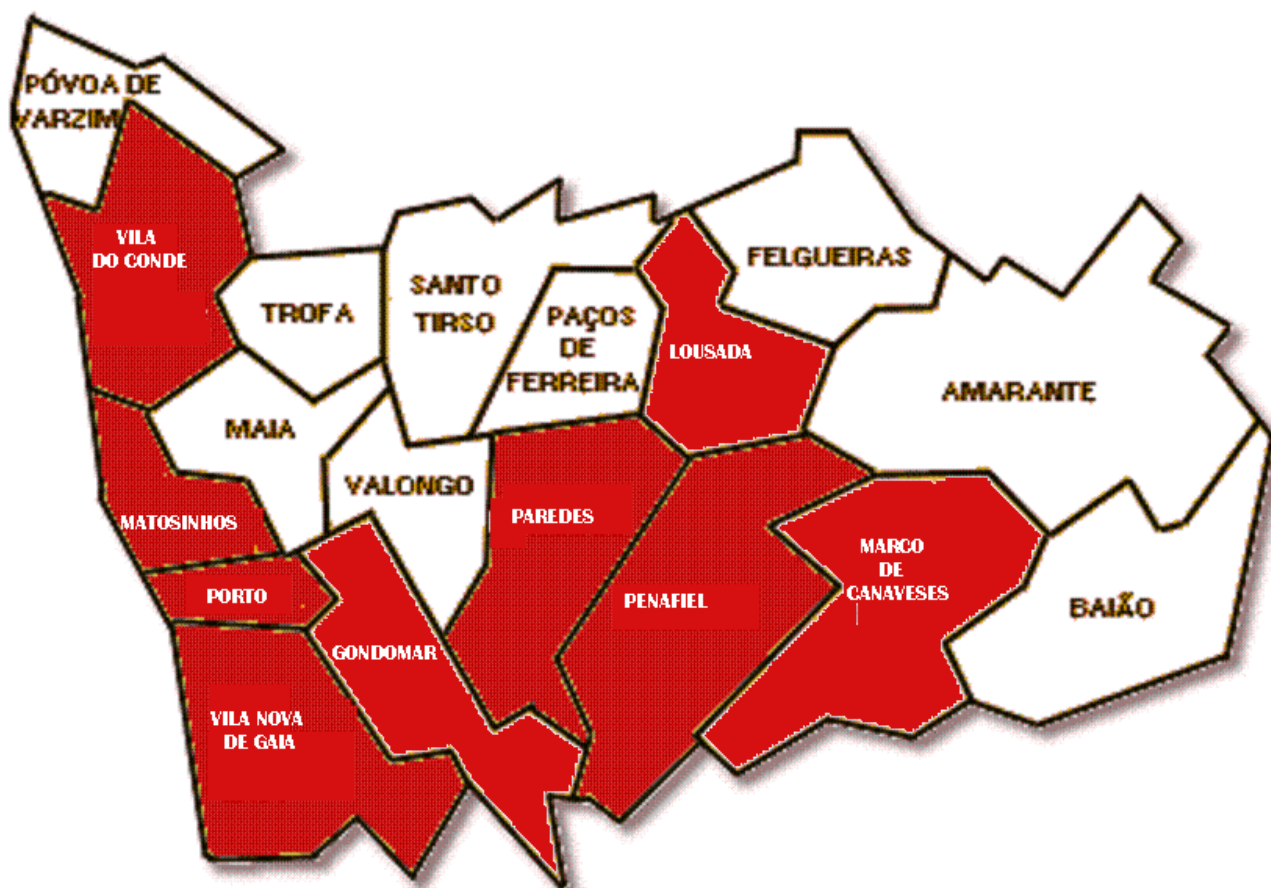 PÓVOA DE
VARZIM
VILA
DO CONDE
TROFA
SANTO
TIRSO
PAÇOS
DE
FERREIRA
FELGUEIRAS
LOUSADA
AMARANTE
MAIA
VALONGO
MATOSINHOS
PAREDES
PORTO
PENAFIEL
MARCO
DE
CANAVESES
BAIÃO
GONDOMAR
VILA NOVA
DE GAIA